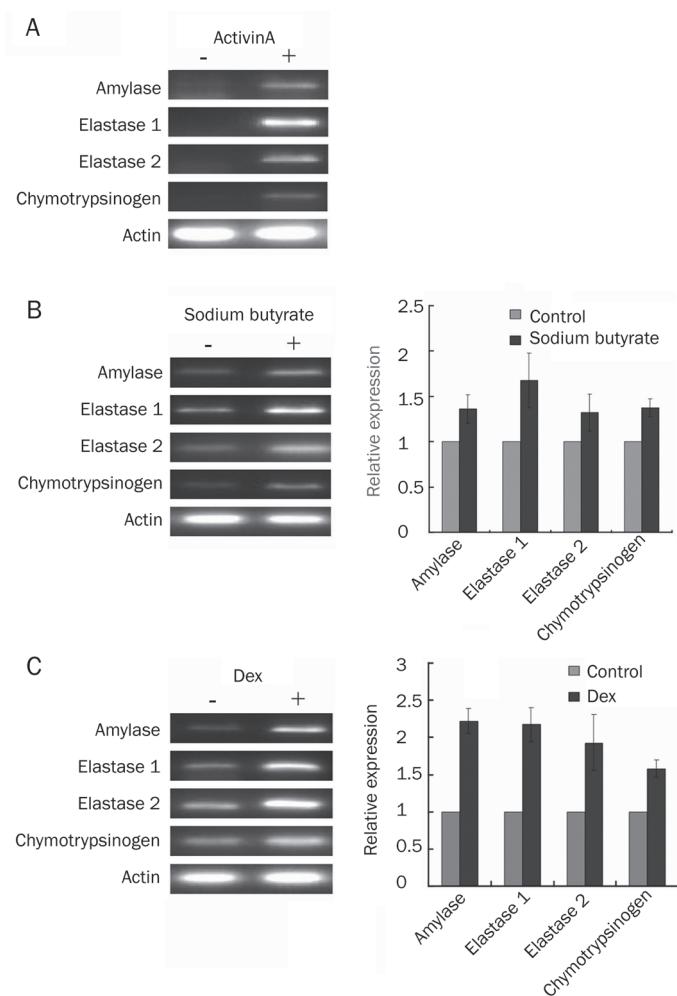 A
ActivinA
- +
Amylase
Elastase 1
Elastase 2
Chymotrypsinogen
Actin
B
Sodium butyrate
- +
Amylase
Elastase 1
Elastase 2
Chymotrypsinogen
Actin
Relative expression
2.5
2
1.5
1
0.5
0
Control
Sodium butyrate
Amylase
Elastase 1
Elastase 2
Chymotrypsinogen
C
Dex
- +
Amylase
Elastase 1
Elastase 2
Chymotrypsinogen
Actin
Relative expression
3
2.5
2
1.5
1
0.5
0
Control
Dex
Amylase
Elastase 1
Elastase 2
Chymotrypsinogen